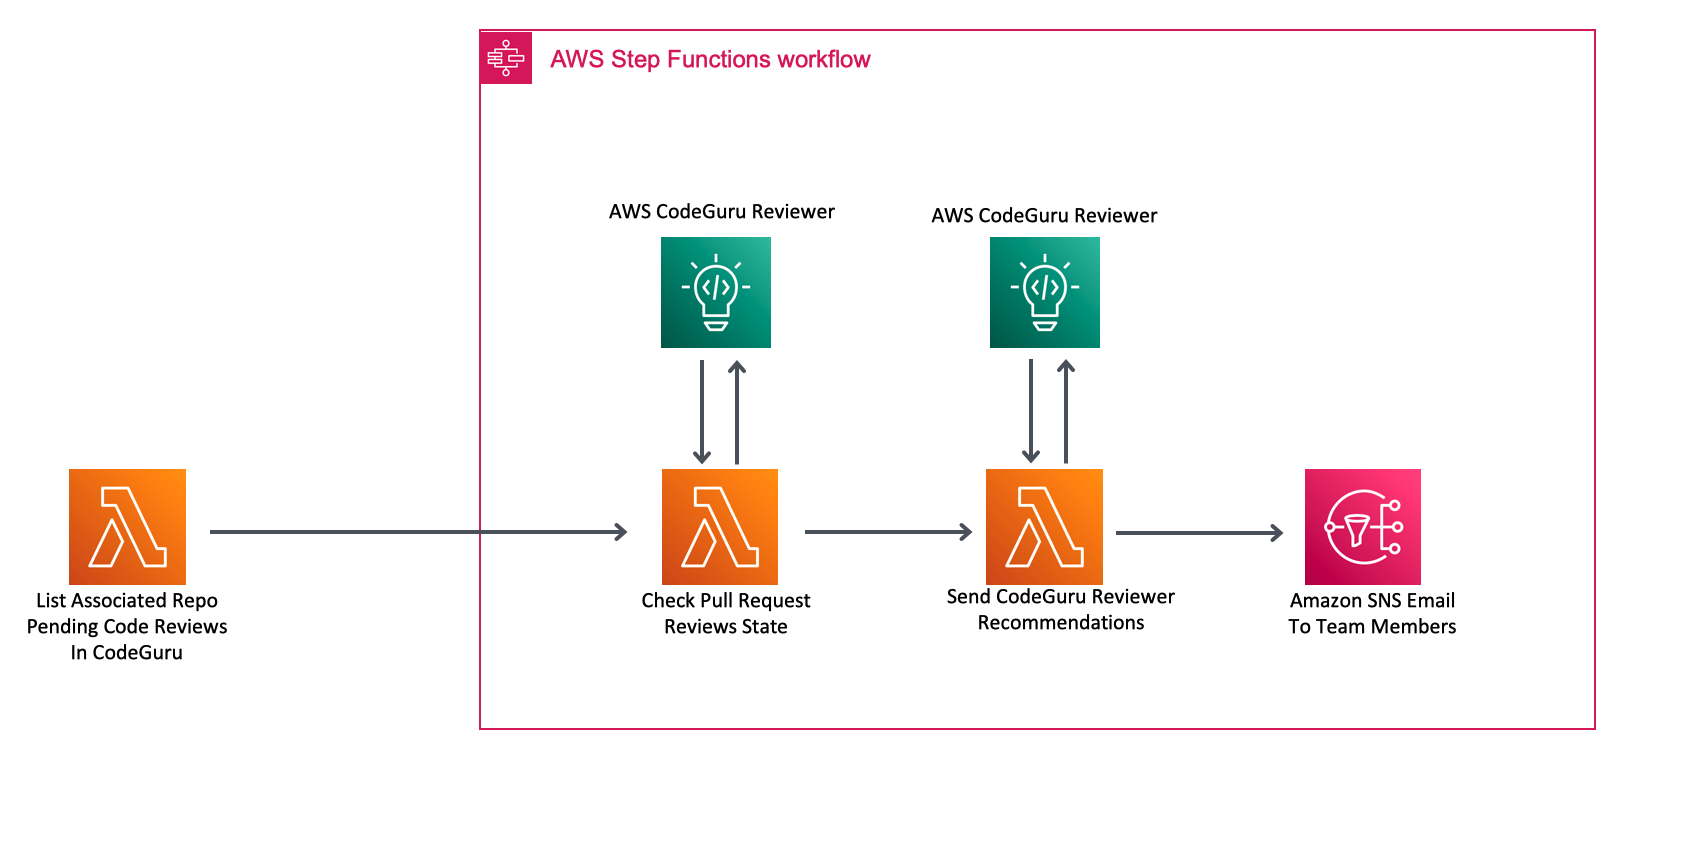 AWS Step Functions workflow
AWS CodeGuru Reviewer
AWS CodeGuru Reviewer
List Associated Repo
Pending Code Reviews
In CodeGuru
Check Pull Request
Reviews State
Send CodeGuru Reviewer
Recommendations
Amazon SNS Email
To Team Members